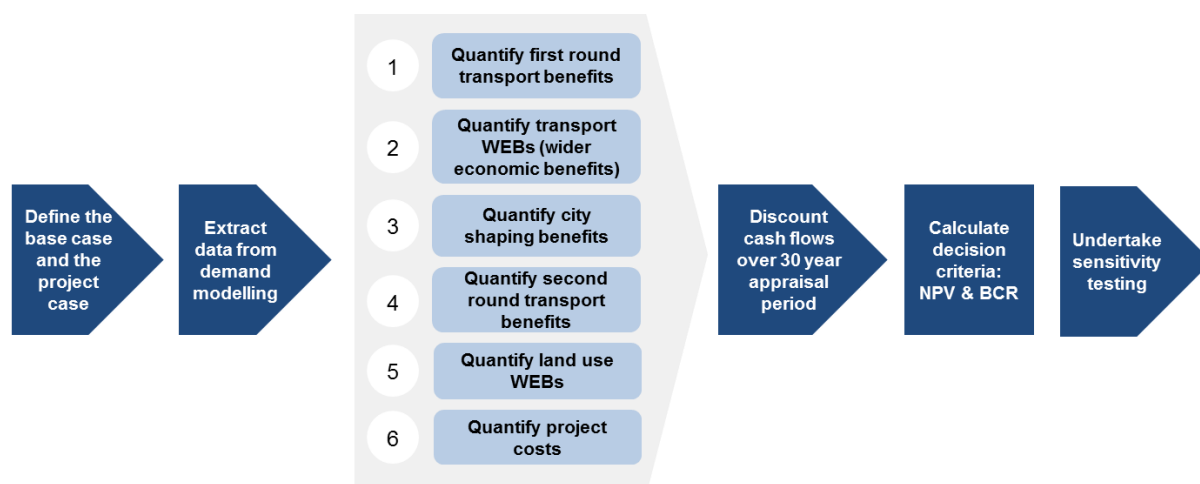 Define the
base case
and the
project
case
Extract
data from
demand
modelling
1
Quantify first round
transport benefits
2
Quantify transport
WEBs (wider
economic benefits)
3
Quantify city
shaping benefits
4
Quantify second
round transport
benefits
5
Quantify land use
WEBs
6
Quantify project
costs
Discount
cash flows
over 30 year
appraisal
period
Calculate
decision
criteria:
NPV & BCR
Undertake
sensitivity
testing